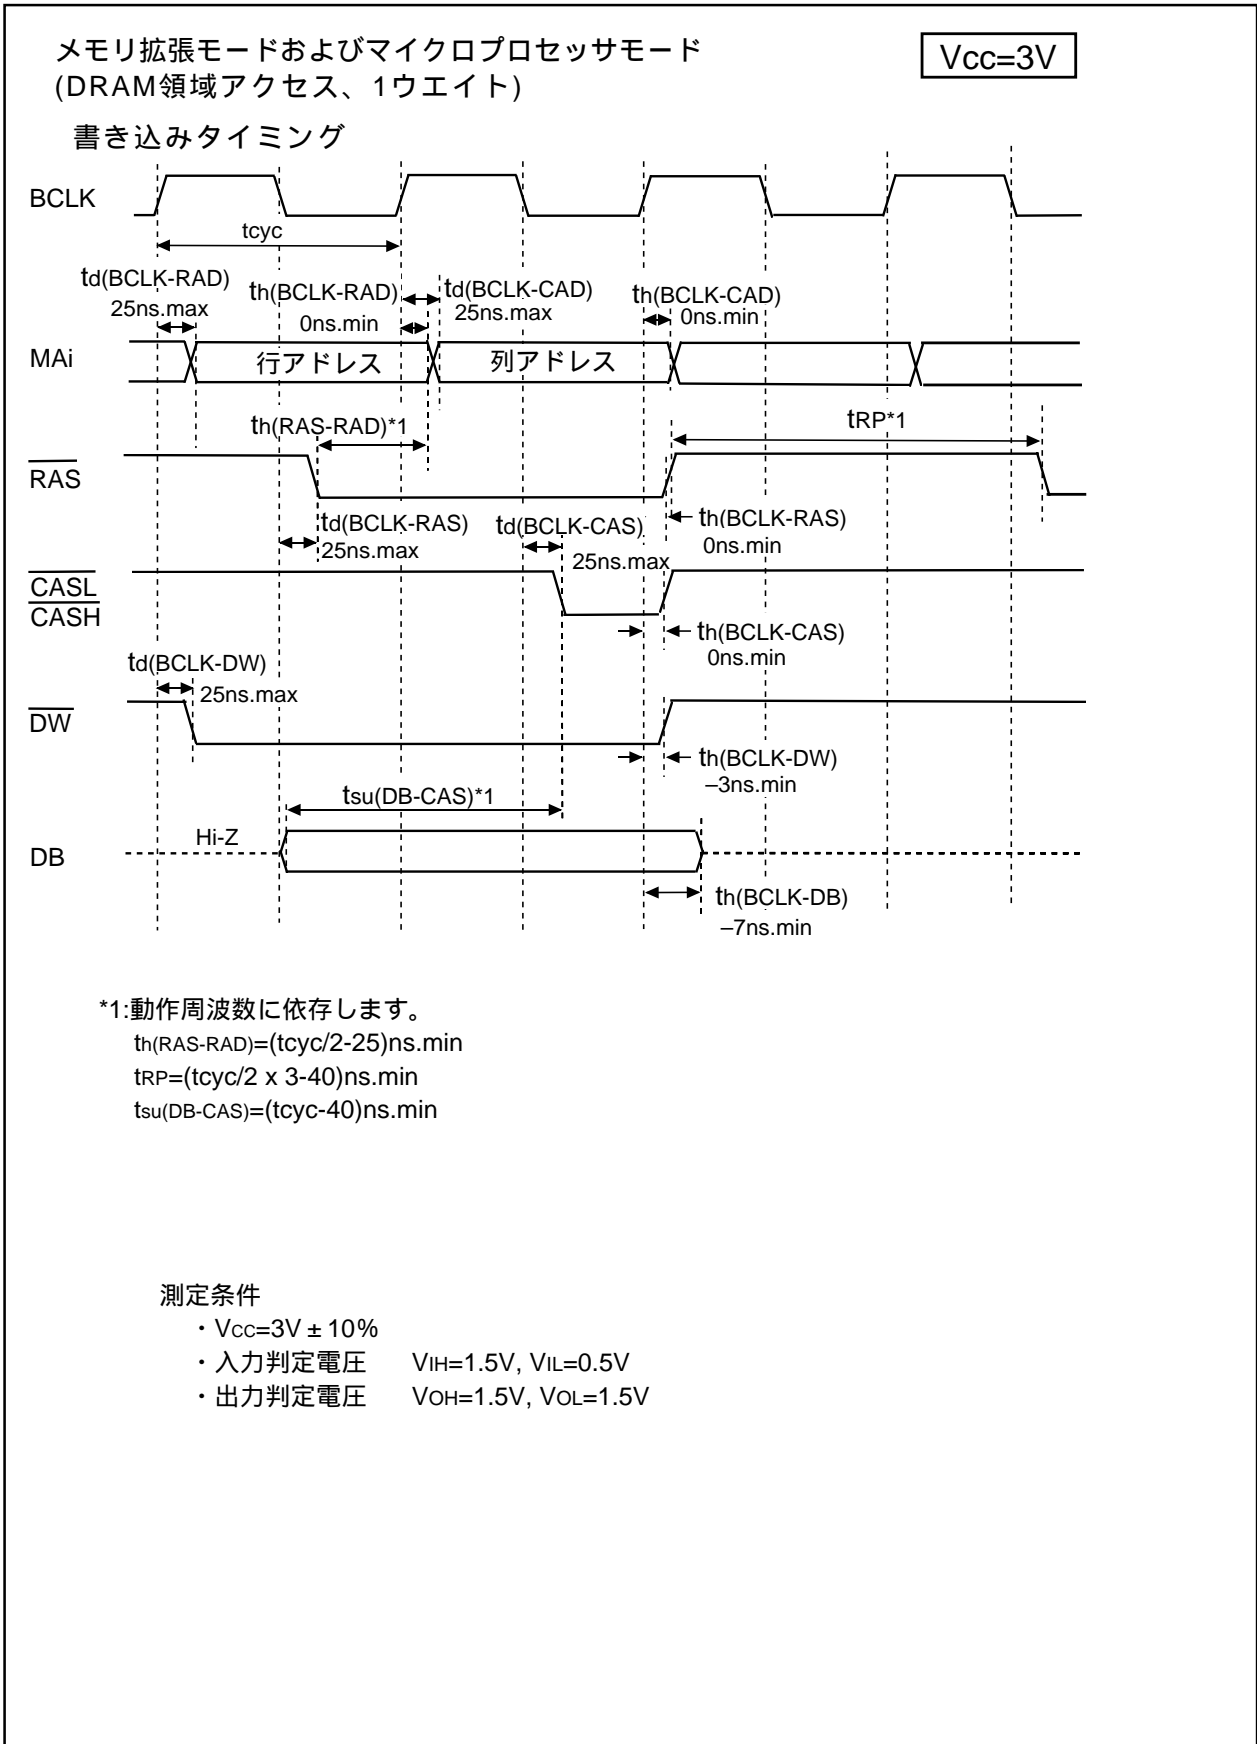 メモリ拡張モードおよびマイクロプロセッサモード
(DRAM領域アクセス、1ウエイト)
Vcc=3V
書き込みタイミング
BCLK
tcyc
td(BCLK-RAD)
25ns.max
th(BCLK-RAD)
0ns.min
td(BCLK-CAD)
25ns.max
th(BCLK-CAD)
0ns.min
MAi
行アドレス
列アドレス
th(RAS-RAD)*1
tRP*1
RAS
td(BCLK-RAS)
25ns.max
td(BCLK-CAS)
25ns.max
th(BCLK-RAS)
0ns.min
CASL
CASH
th(BCLK-CAS)
0ns.min
td(BCLK-DW)
25ns.max
DW
th(BCLK-DW)
–3ns.min
tsu(DB-CAS)*1
DB
Hi-Z
th(BCLK-DB)
–7ns.min
*1:動作周波数に依存します。
th(RAS-RAD)=(tcyc/2-25)ns.min
tRP=(tcyc/2 x 3-40)ns.min
tsu(DB-CAS)=(tcyc-40)ns.min
測定条件
・VCC=3V ± 10%
・入力判定電圧 VIH=1.5V, VIL=0.5V
・出力判定電圧 VOH=1.5V, VOL=1.5V